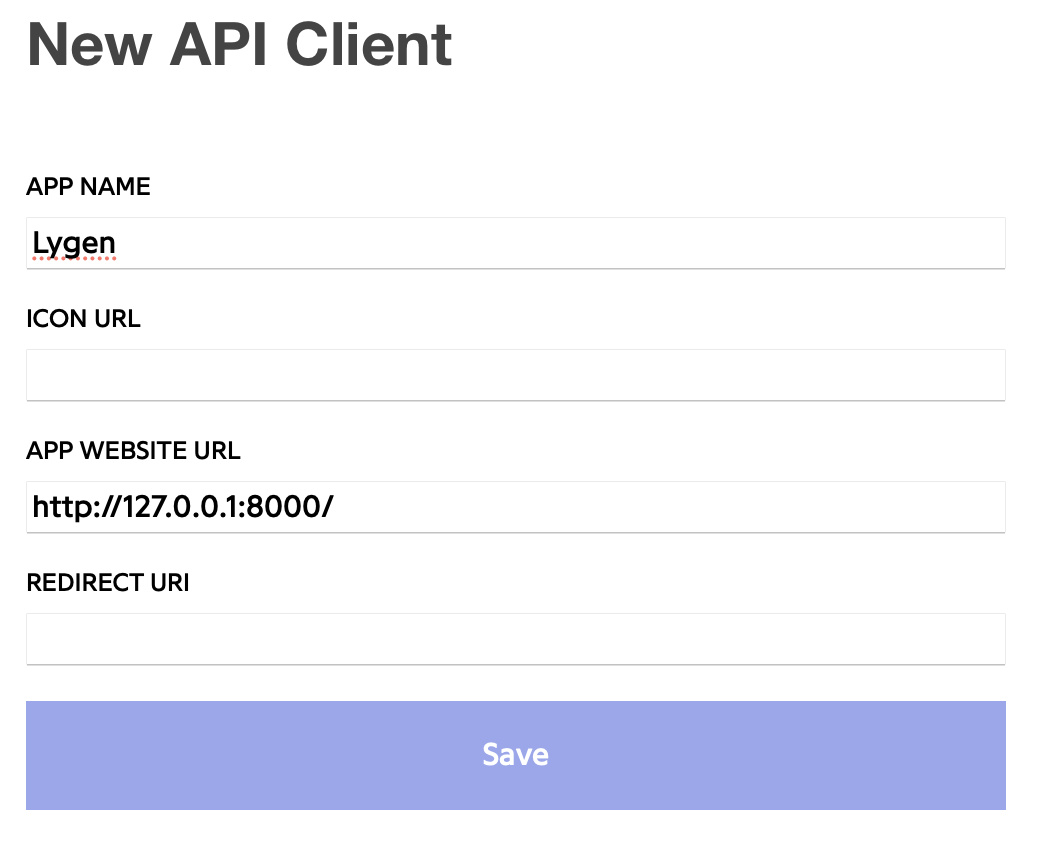 New API Client
APP NAME
Lygen
ICON URL
APP WEBSITE URL
http://127.0.0.1:8000/
REDIRECT URI
Save